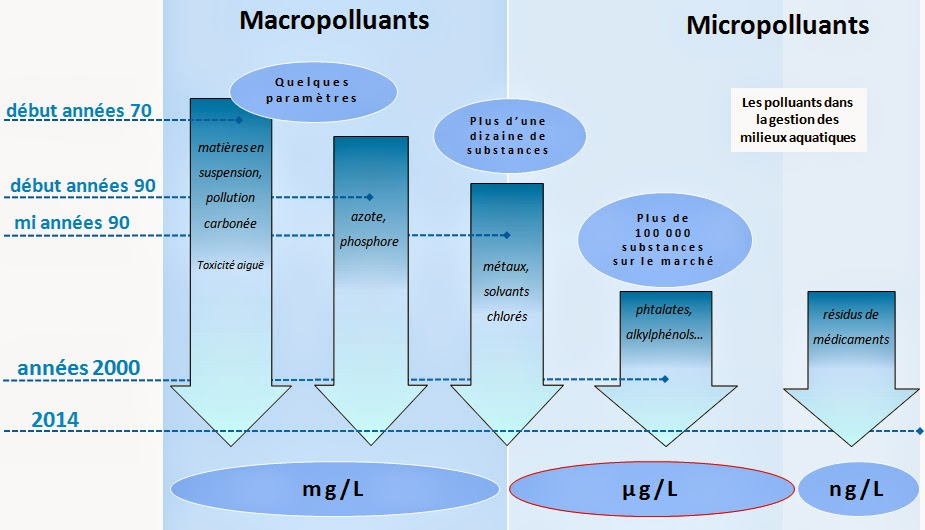 Macropolluants
Micropolluants
Quelques
paramètres
Plus d'une
dizaine de
substances
Les polluants dans
la gestion des
milieux aquatiques
début années 70
matières en
suspension,
pollution
carbonée
Toxicité aiguë
début années 90
azote,
phosphore
mi années 90
métaux,
solvants
chlorés
Plus de
100 000
substances
sur le marché
phtalates,
alkylphénols...
résidus de
médicaments
années 2000
2014
mg/L
µg/L
ng/L